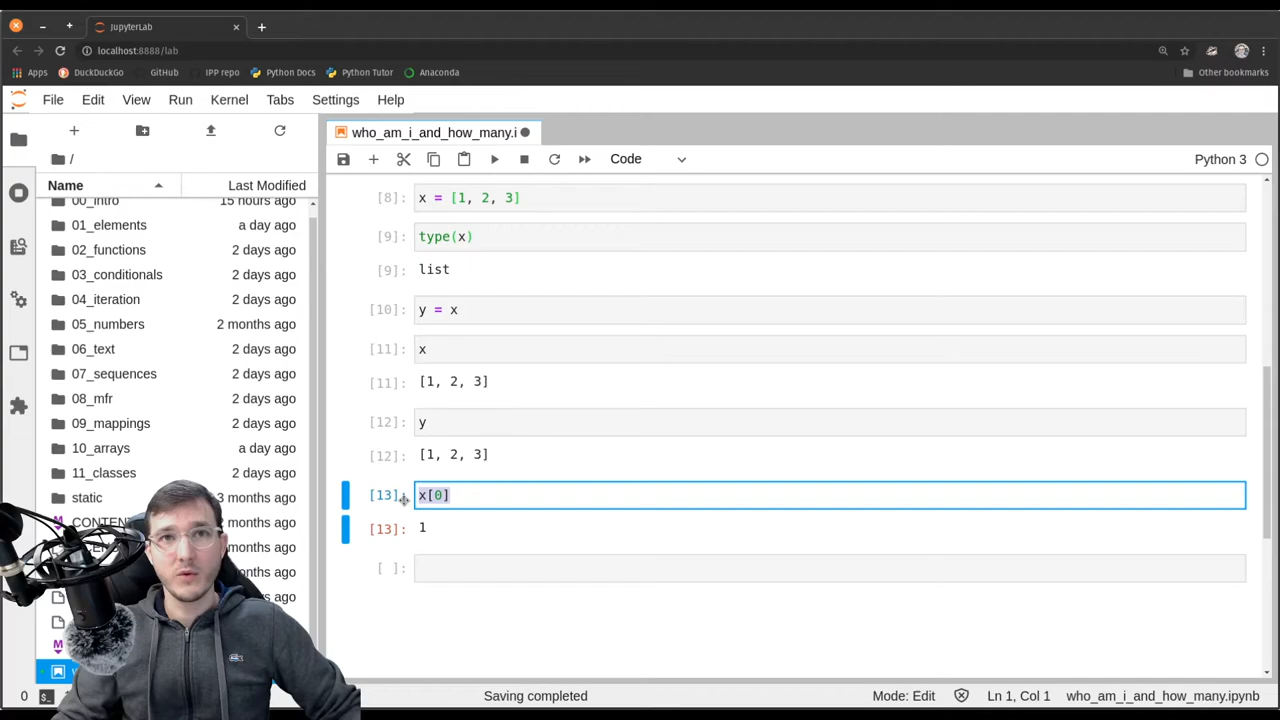 JupyterLab
localhost:8888/lab
Apps DuckDuckGo GitHub IPP repo Python Docs Python Tutor Anaconda Other bookmarks
File Edit View Run Kernel Tabs Settings Help
who_am_i_and_how_many.i
/
Code Python 3
Name Last Modified
00_intro 15 hours ago
01_elements a day ago
02_functions 2 days ago
03_conditionals 2 days ago
04_iteration 2 days ago
05_numbers 2 months ago
06_text 2 days ago
07_sequences 2 days ago
08_mfr 2 days ago
09_mappings 2 days ago
10_arrays a day ago
11_classes 2 days ago
static 3 months ago
CONTEN months ago
months ago
months ago
[8]: x = [1, 2, 3]
[9]: type(x)
[9]: list
[10]: y = x
[11]: x
[11]: [1, 2, 3]
[12]: y
[12]: [1, 2, 3]
[13]: x[0]
[13]: 1
[ ]:
0 $_ Saving completed Mode: Edit Ln 1, Col 1 who_am_i_and_how_many.ipynb